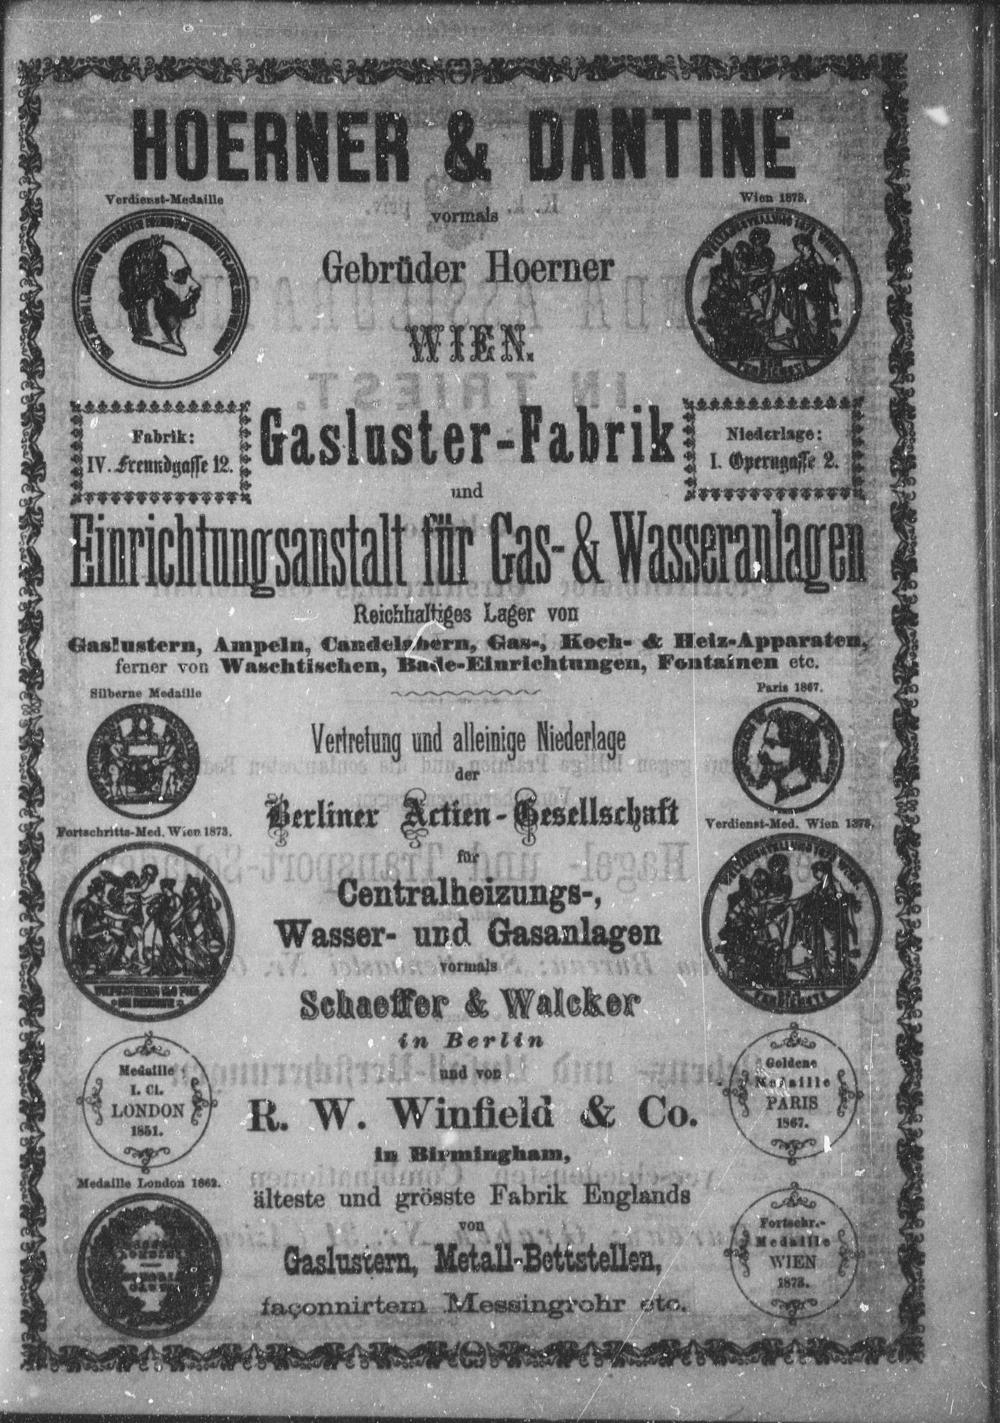 HOERNER & DANTINE
Verdienst-Medaille
Wien 1873.
vormals
Gebrüder Hoerner
WIEN.
Fabrik:
IV. Freundgasse 12.
Gasluster-Fabrik
Niederlage:
I. Operngasse 2.
und
Einrichtungsanstalt für Gas- & Wasseranlagen
Reichhaltiges Lager von
Gaslustern, Ampeln, Candelabern, Gas-, Koch- & Heiz-Apparaten,
ferner von Waschtischen, Bade-Einrichtungen, Fontainen etc.
Silberne Medaille
Paris 1867.
Vertretung und alleinige Niederlage
der
Berliner Actien-Gesellschaft
Fortschritts-Med. Wien 1873.
Verdienst-Med. Wien 1873.
für
Centralheizungs-,
Wasser- und Gasanlagen
vormals
Schaeffer & Walcker
in Berlin
und von
Medaille
I. Cl.
LONDON
1851.
Goldene
Medaille
PARIS
1867.
R. W. Winfield & Co.
in Birmingham,
Medaille London 1862.
älteste und grösste Fabrik Englands
von
Gaslustern, Metall-Bettstellen,
façonnirtem Messingrohr etc.
Fortschr.-
Medaille
WIEN
1873.